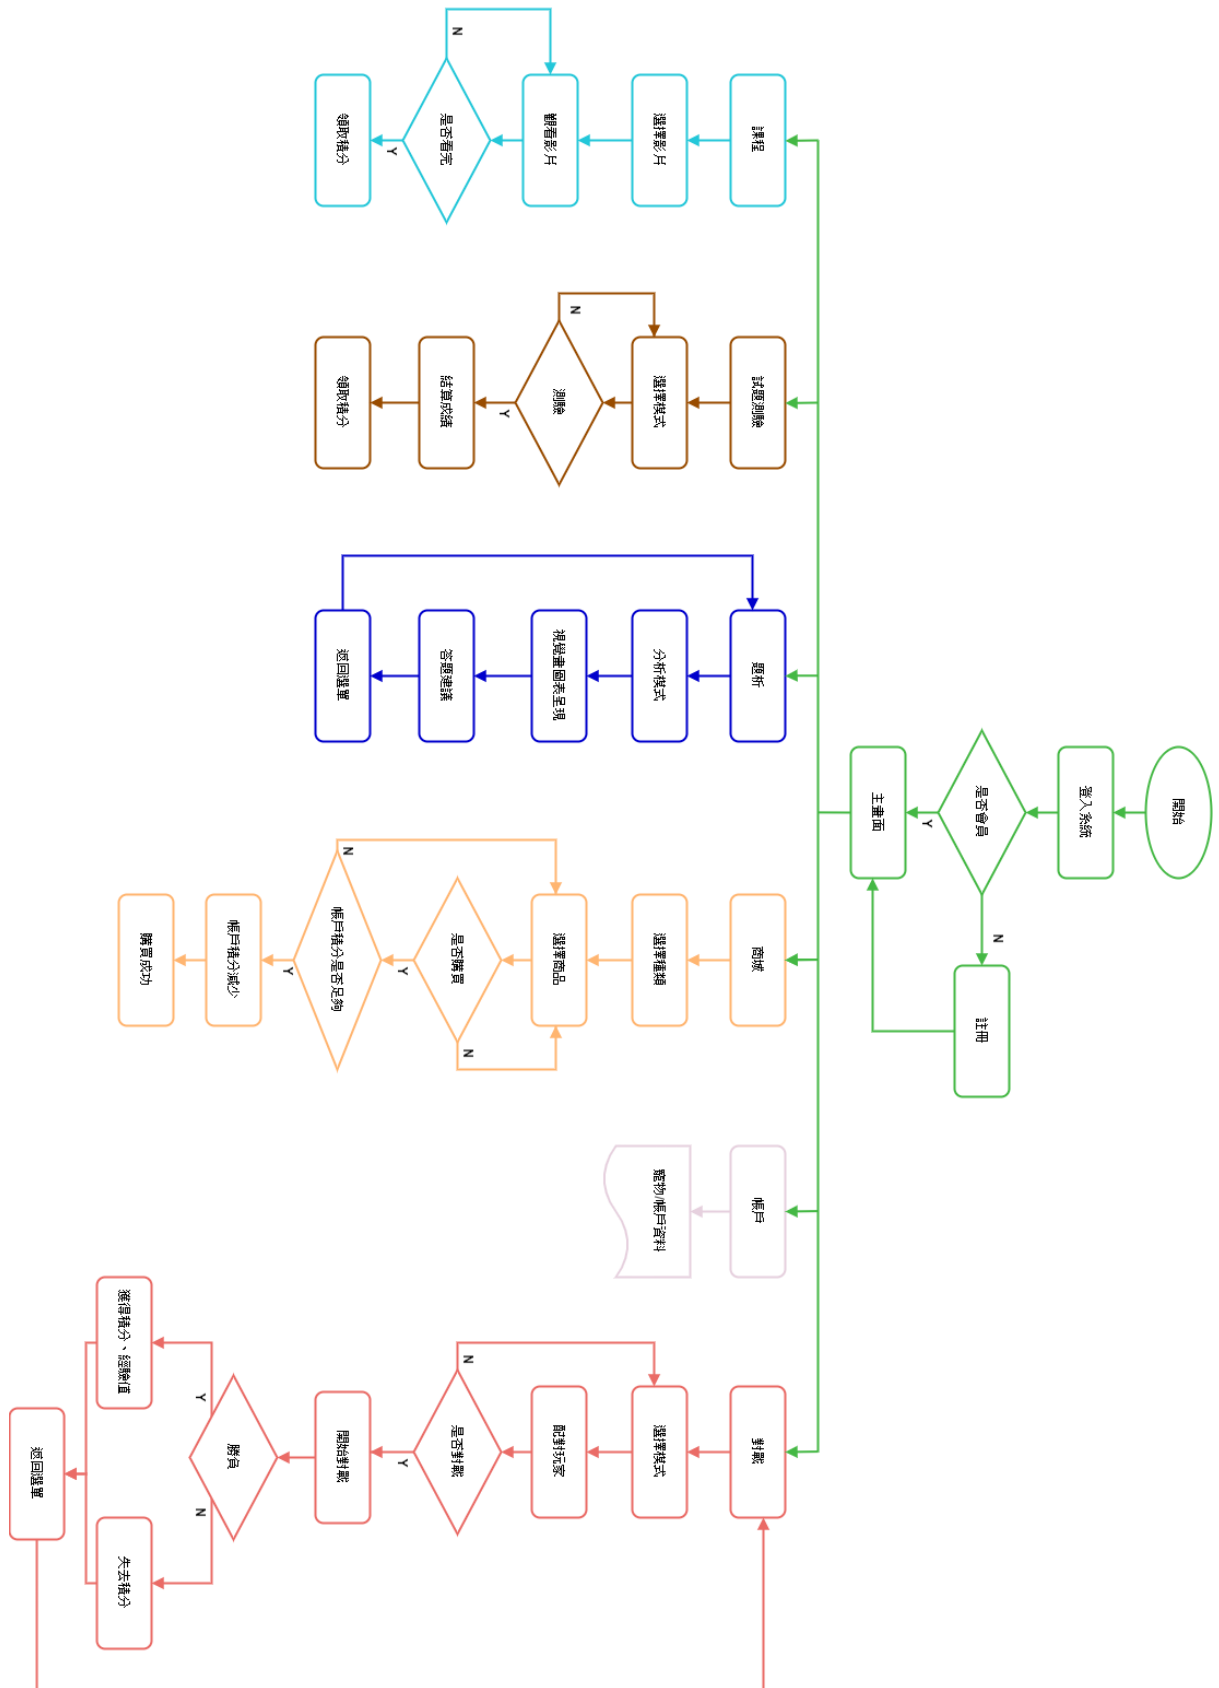 開始
登入系統
是否會員
Y
N
註冊
主畫面
課程
選擇影片
觀看影片
是否看完
N
Y
領取積分
試題測驗
選擇模式
測驗
N
Y
結算成績
領取積分
題析
分析模式
視覺畫圖表呈現
答題建議
返回選單
商城
選擇種類
選擇商品
是否購買
N
Y
帳戶積分是否足夠
N
Y
帳戶積分減少
購買成功
帳戶
寵物/帳戶資料
對戰
選擇模式
配對玩家
是否對戰
N
Y
開始對戰
勝負
Y
N
獲得積分、經驗值
失去積分
返回選單